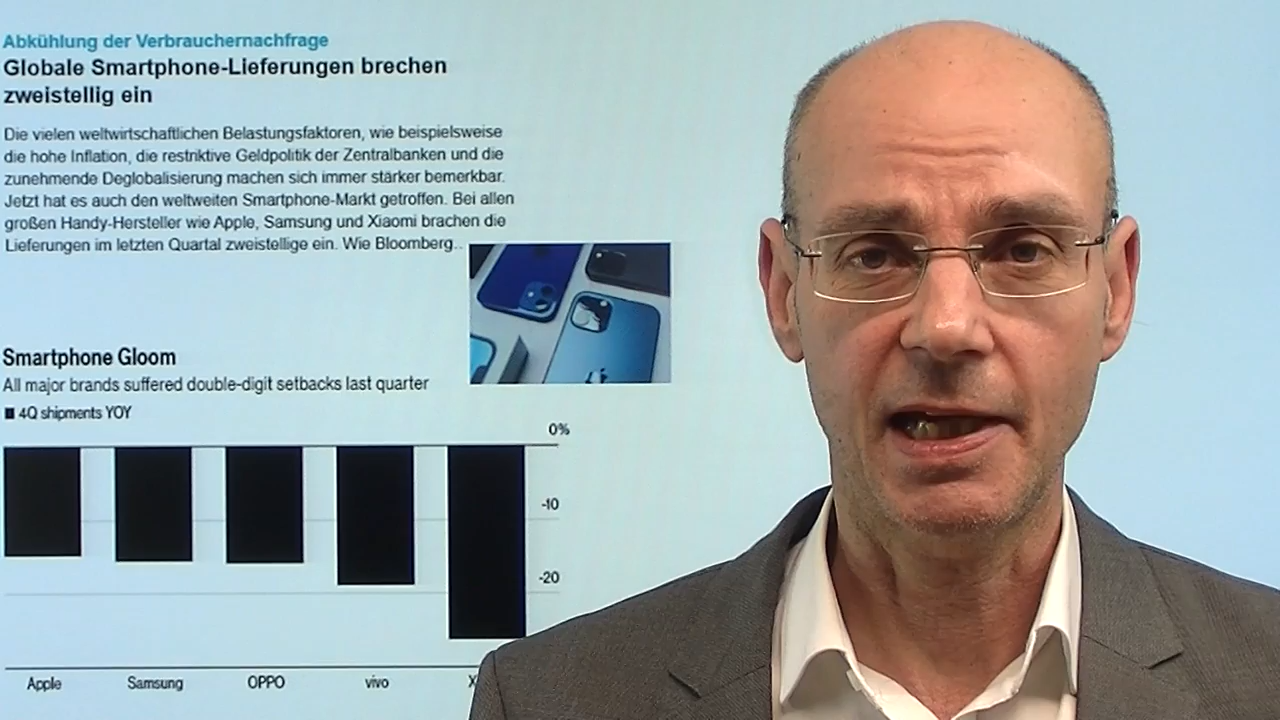 Abkühlung der Verbrauchernachfrage
Globale Smartphone-Lieferungen brechen
zweistellig ein
Die vielen weltwirtschaftlichen Belastungsfaktoren, wie beispielsweise
die hohe Inflation, die restriktive Geldpolitik der Zentralbanken und die
zunehmende Deglobalisierung machen sich immer stärker bemerkbar.
Jetzt hat es auch den weltweiten Smartphone-Markt getroffen. Bei allen
großen Handy-Hersteller wie Apple, Samsung und Xiaomi brachen die
Lieferungen im letzten Quartal zweistellige ein. Wie Bloomberg..
Smartphone Gloom
All major brands suffered double-digit setbacks last quarter
4Q shipments YOY
0%
-10
-20
Apple Samsung OPPO vivo